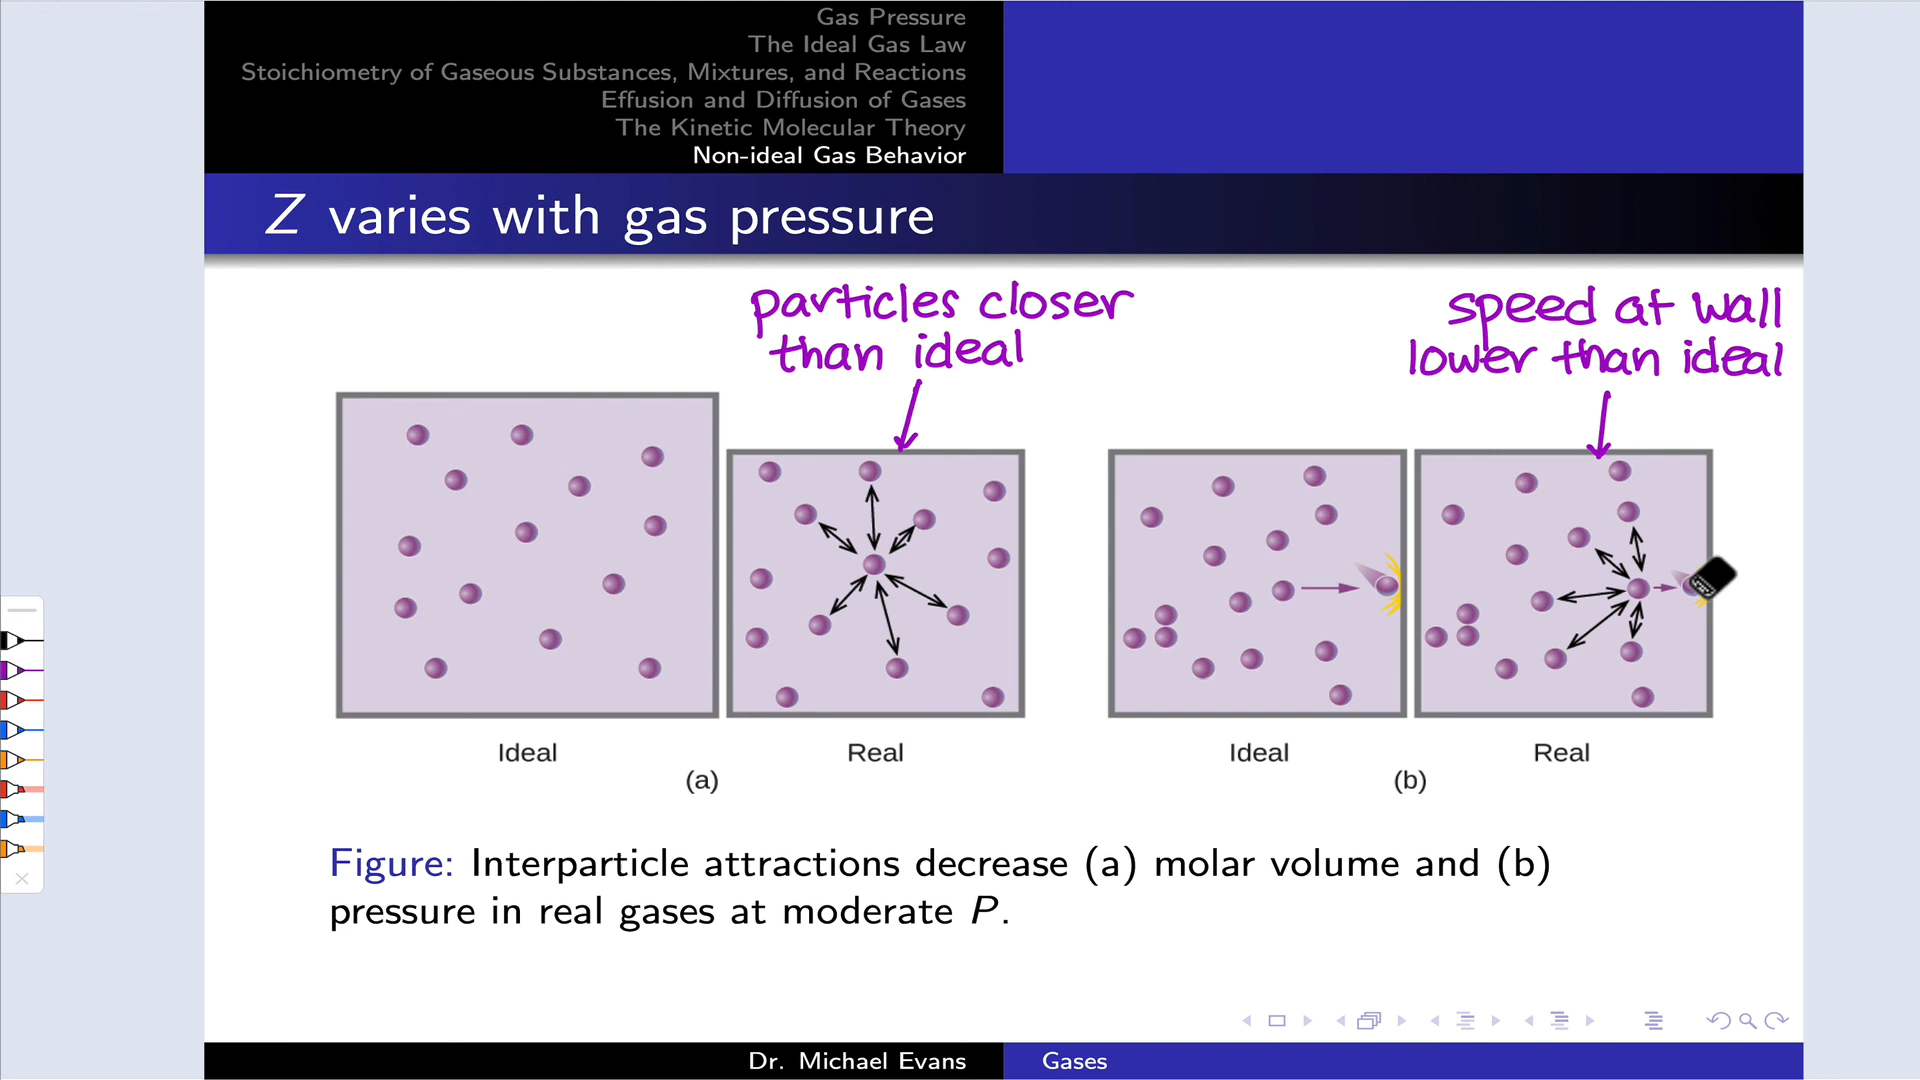 Gas Pressure
The Ideal Gas Law
Stoichiometry of Gaseous Substances, Mixtures, and Reactions
Effusion and Diffusion of Gases
The Kinetic Molecular Theory
Non-ideal Gas Behavior
Z varies with gas pressure
particles closer
than ideal
speed at wall
lower than ideal
Ideal
Real
(a)
Ideal
Real
(b)
Figure: Interparticle attractions decrease (a) molar volume and (b)
pressure in real gases at moderate P.
Dr. Michael Evans
Gases